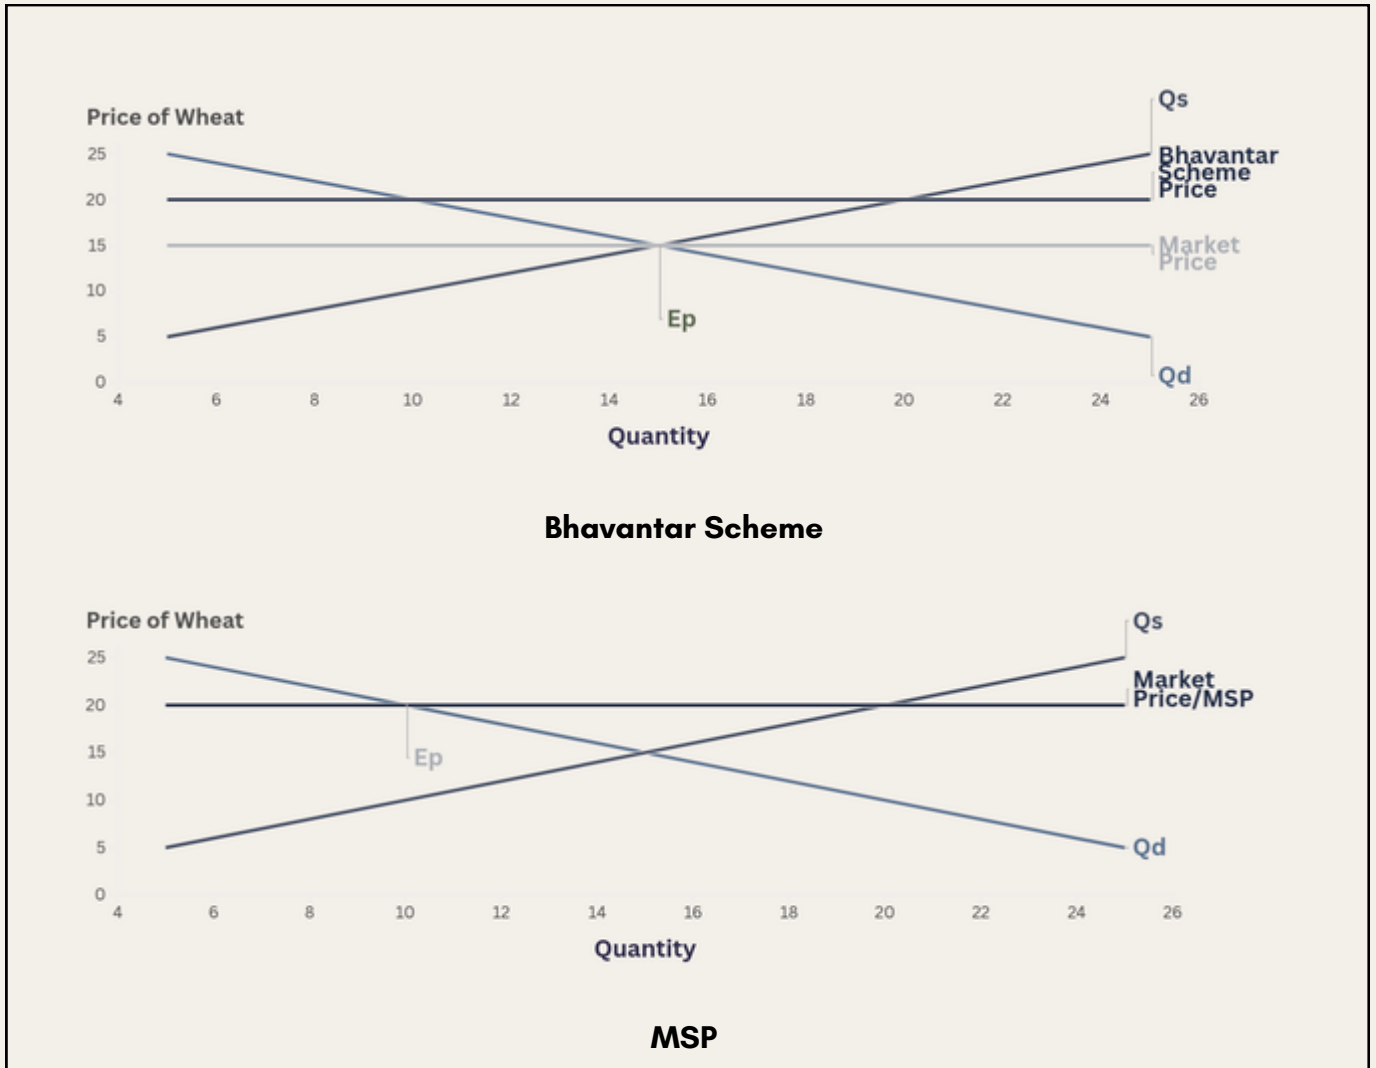 Qs
Price of Wheat
25
Bhavantar
Scheme
Price
20
15
Market
Price
10
Ep
5
0
Qd
4 6 8 10 12 14 16 18 20 22 24 26
Quantity
Bhavantar Scheme
Price of Wheat
Qs
25
Market
Price/MSP
20
15
Ep
10
5
Qd
0
4 6 8 10 12 14 16 18 20 22 24 26
Quantity
MSP